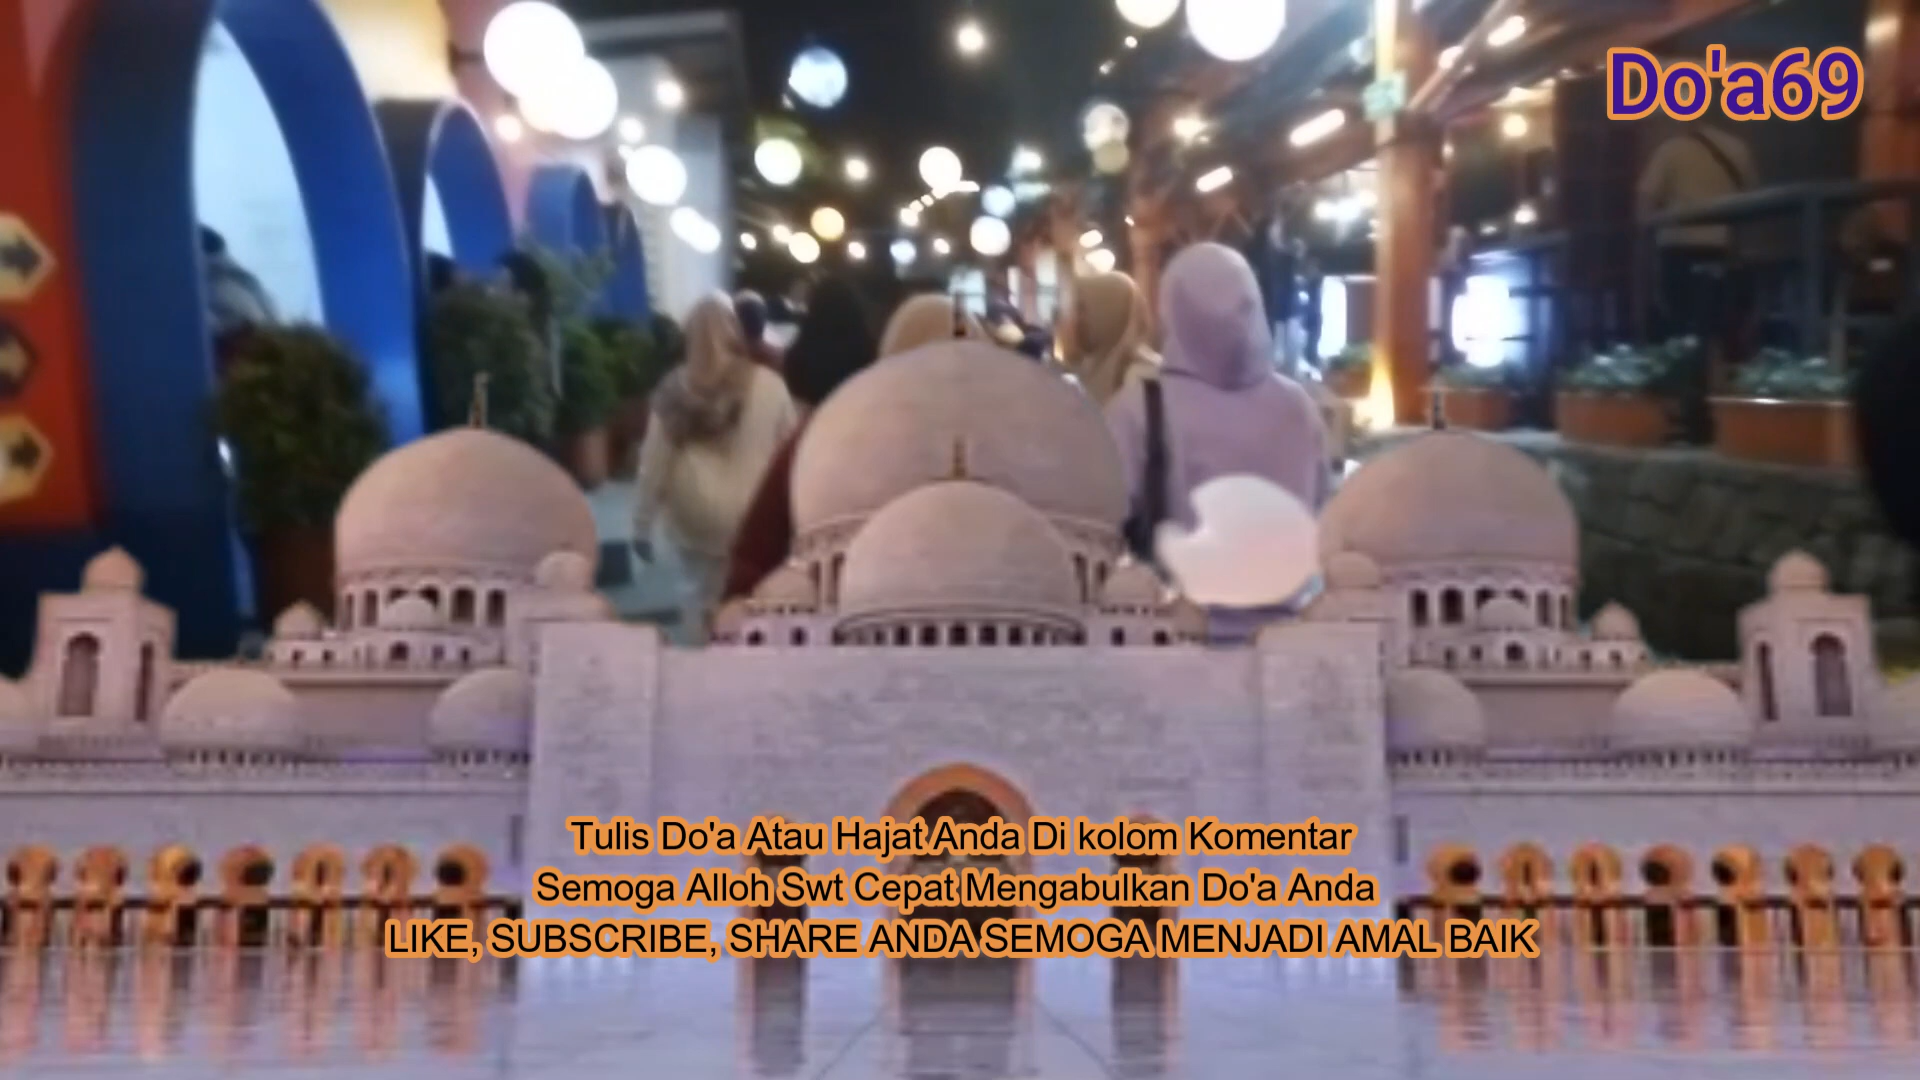 Do'a69
Tulis Do'a Atau Hajat Anda Di kolom Komentar
Semoga Alloh Swt Cepat Mengabulkan Do'a Anda
LIKE, SUBSCRIBE, SHARE ANDA SEMOGA MENJADI AMAL BAIK